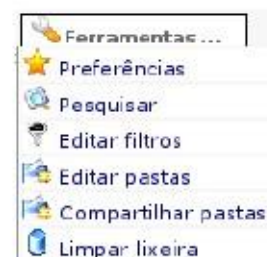 Ferramentas ...
Preferências
Pesquisar
Editar filtros
Editar pastas
Compartilhar pastas
Limpar lixeira